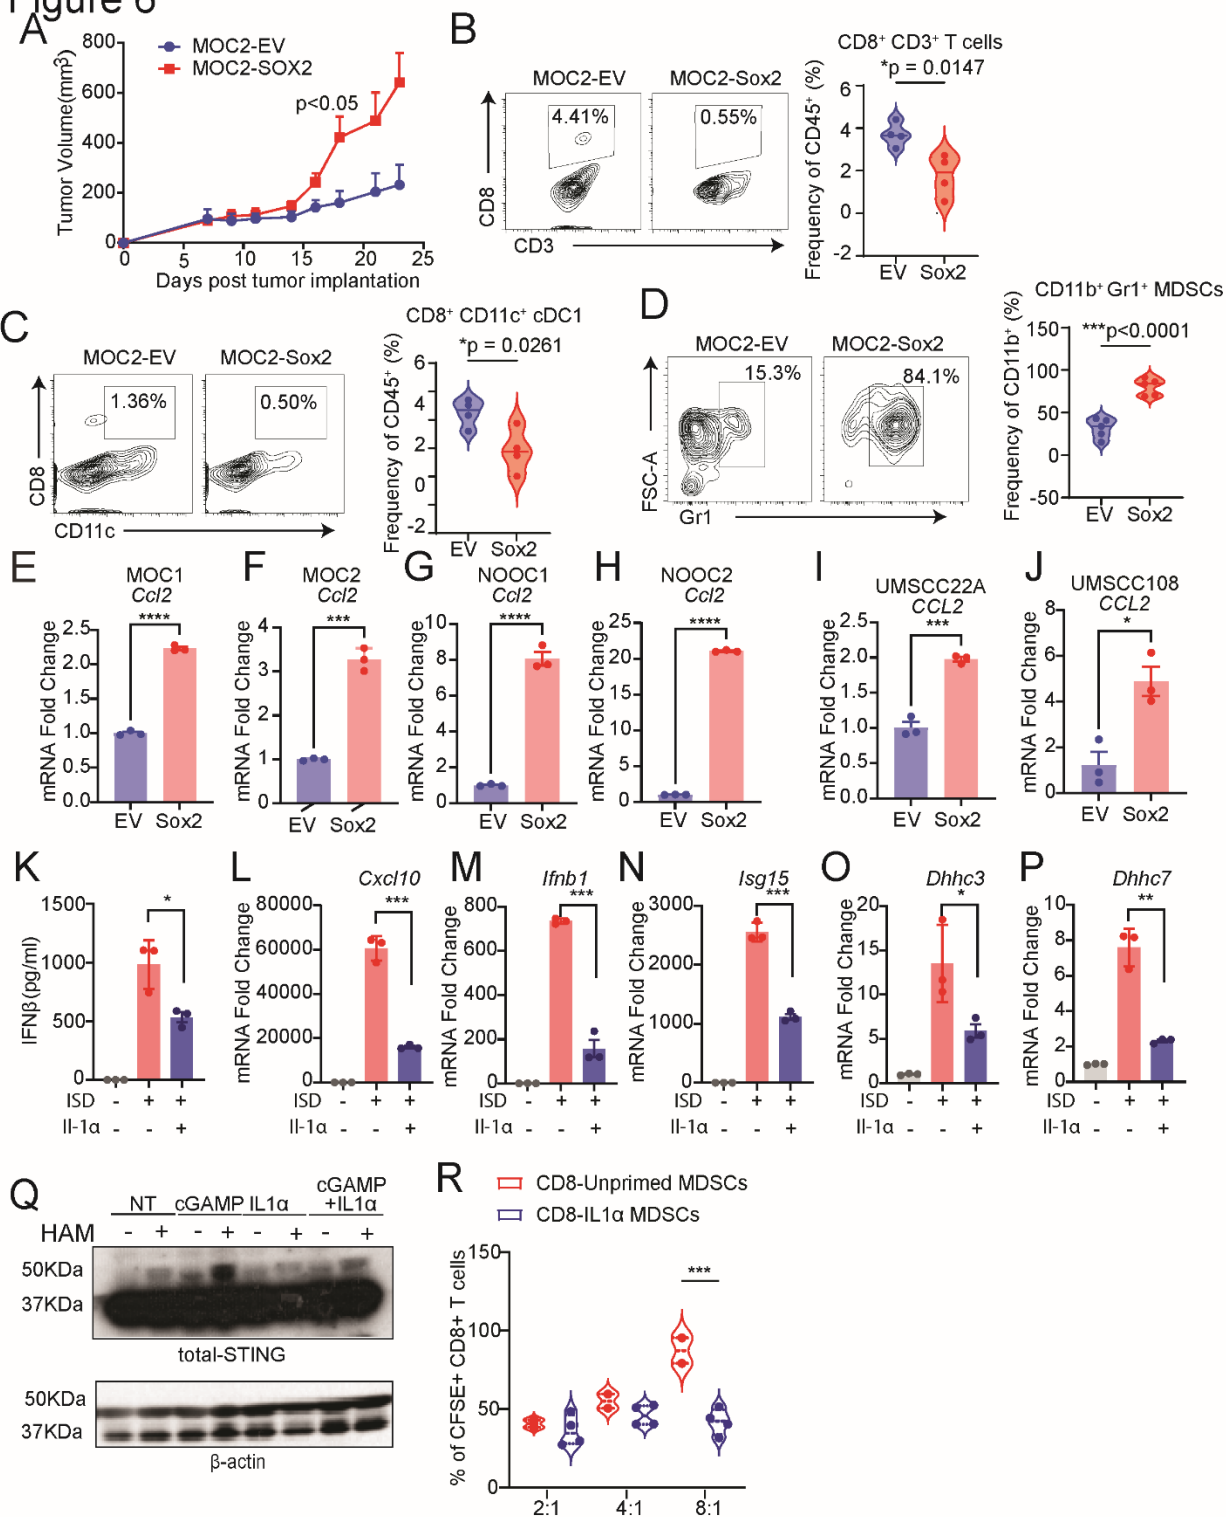 Figure 6
A
MOC2-EV
MOC2-SOX2
Tumor Volume(mm³)
800
600
400
200
0
p<0.05
0 5 10 15 20 25
Days post tumor implantation
B
MOC2-EV
MOC2-Sox2
4.41%
0.55%
CD8
CD3
CD8⁺ CD3⁺ T cells
*p = 0.0147
Frequency of CD45⁺ (%)
6
4
2
0
-2
EV Sox2
C
MOC2-EV
MOC2-Sox2
1.36%
0.50%
CD8
CD11c
CD8⁺ CD11c⁺ cDC1
*p = 0.0261
Frequency of CD45⁺ (%)
6
4
2
0
-2
EV Sox2
D
MOC2-EV
MOC2-Sox2
15.3%
84.1%
FSC-A
Gr1
CD11b⁺ Gr1⁺ MDSCs
***p<0.0001
Frequency of CD11b⁺ (%)
150
100
50
0
-50
EV Sox2
E
MOC1
Ccl2
****
mRNA Fold Change
2.5
2.0
1.5
1.0
0.5
0.0
EV Sox2
F
MOC2
Ccl2
***
mRNA Fold Change
4
3
2
1
0
EV Sox2
G
NOOC1
Ccl2
****
mRNA Fold Change
10
8
6
4
2
0
EV Sox2
H
NOOC2
Ccl2
****
mRNA Fold Change
25
20
15
10
5
0
EV Sox2
I
UMSCC22A
CCL2
***
mRNA Fold Change
2.5
2.0
1.5
1.0
0.5
0.0
EV Sox2
J
UMSCC108
CCL2
*
mRNA Fold Change
8
6
4
2
0
EV Sox2
K
*
IFNβ (pg/ml)
1500
1000
500
0
ISD - + +
Il-1α - - +
L
Cxcl10
***
mRNA Fold Change
80000
60000
40000
20000
0
ISD - + +
Il-1α - - +
M
Ifnb1
***
mRNA Fold Change
800
600
400
200
0
ISD - + +
Il-1α - - +
N
Isg15
***
mRNA Fold Change
3000
2000
1000
0
ISD - + +
Il-1α - - +
O
Dhhc3
*
mRNA Fold Change
20
15
10
5
0
ISD - + +
Il-1α - - +
P
Dhhc7
**
mRNA Fold Change
10
8
6
4
2
0
ISD - + +
Il-1α - - +
Q
NT cGAMP IL1α cGAMP
+IL1α
HAM - + - + - + - +
50KDa
37KDa
total-STING
50KDa
37KDa
β-actin
R
CD8-Unprimed MDSCs
CD8-IL1α MDSCs
% of CFSE+ CD8+ T cells
150
100
50
0
***
2:1 4:1 8:1